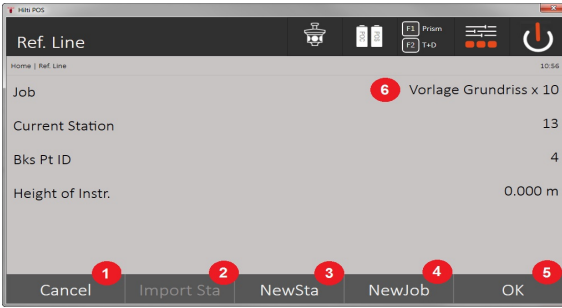 Hilti POS
Ref. Line
POC POS
F1 Prism
F2 T+D
Home | Ref. Line 10:56
Job 6 Vorlage Grundriss x 10
Current Station 13
Bks Pt ID 4
Height of Instr. 0.000 m
1 2 3 4 5
Cancel Import Sta NewSta NewJob OK